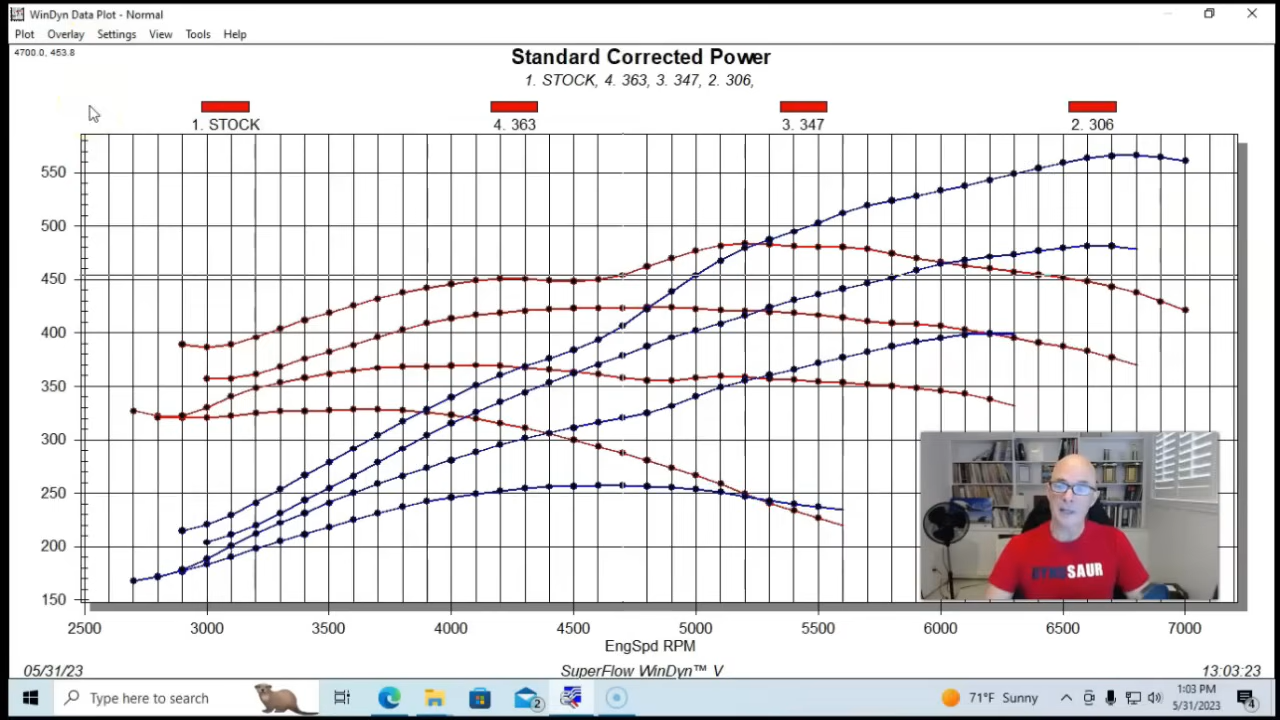 WinDyn Data Plot - Normal
Plot Overlay Settings View Tools Help
4700.0, 453.8
Standard Corrected Power
1. STOCK, 4. 363, 3. 347, 2. 306,
1. STOCK 4. 363 3. 347 2. 306
550
500
450
400
350
300
250
200
150
2500 3000 3500 4000 4500 5000 5500 6000 6500 7000
EngSpd RPM
DYNOSAUR
05/31/23 SuperFlow WinDyn™ V 13:03:23
Type here to search 2 71°F Sunny 1:03 PM
5/31/2023 4